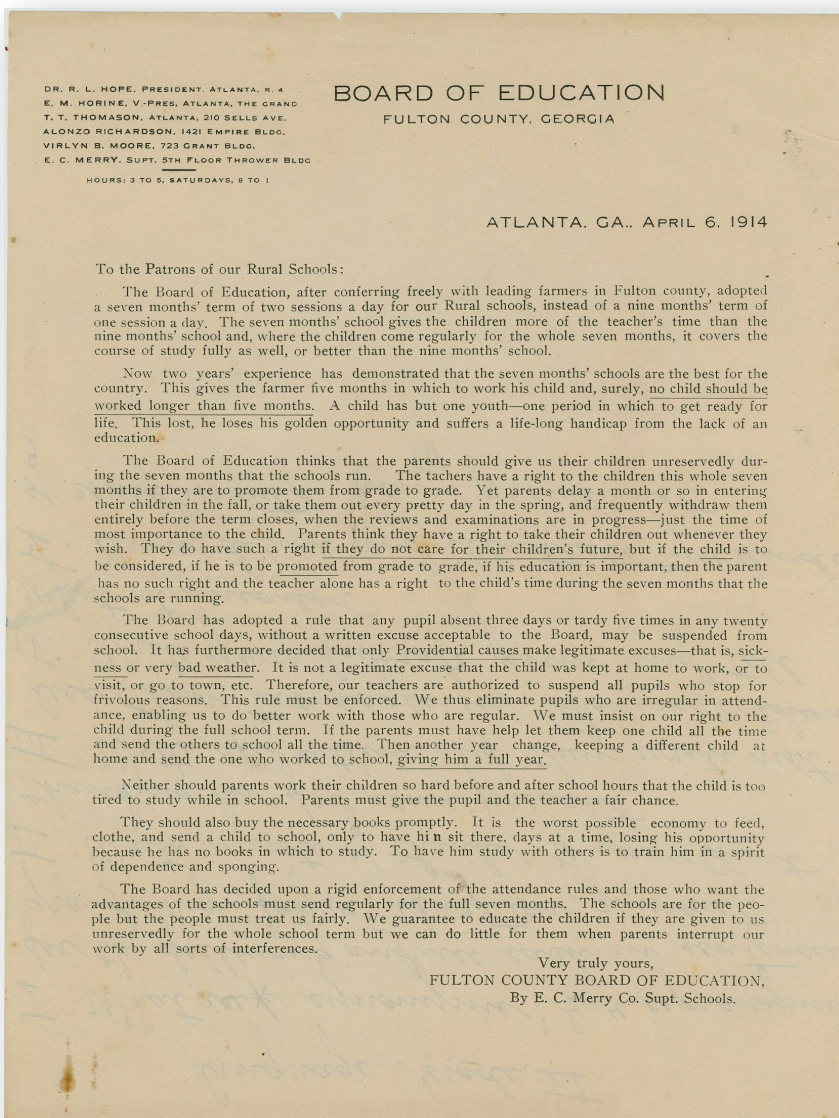 DR. R. L. HOPE, PRESIDENT. ATLANTA, R. 4
E. M. HORINE, V.-PRES, ATLANTA, THE GRAND
T. T. THOMASON, ATLANTA, 210 SELLS AVE.
ALONZO RICHARDSON, 1421 EMPIRE BLDG.
VIRLYN B. MOORE, 723 GRANT BLDG.
E. C. MERRY, SUPT. 5TH FLOOR THROWER BLDG
HOURS: 3 TO 5, SATURDAYS, 8 TO 1
BOARD OF EDUCATION
FULTON COUNTY, GEORGIA
ATLANTA, GA., APRIL 6, 1914
To the Patrons of our Rural Schools:
The Board of Education, after conferring freely with leading farmers in Fulton county, adopted
a seven months' term of two sessions a day for our Rural schools, instead of a nine months' term of
one session a day. The seven months' school gives the children more of the teacher's time than the
nine months' school and, where the children come regularly for the whole seven months, it covers the
course of study fully as well, or better than the nine months' school.
Now two years' experience has demonstrated that the seven months' schools are the best for the
country. This gives the farmer five months in which to work his child and, surely, no child should be
worked longer than five months. A child has but one youth—one period in which to get ready for
life. This lost, he loses his golden opportunity and suffers a life-long handicap from the lack of an
education.
The Board of Education thinks that the parents should give us their children unreservedly dur-
ing the seven months that the schools run. The tachers have a right to the children this whole seven
months if they are to promote them from grade to grade. Yet parents delay a month or so in entering
their children in the fall, or take them out every pretty day in the spring, and frequently withdraw them
entirely before the term closes, when the reviews and examinations are in progress—just the time of
most importance to the child. Parents think they have a right to take their children out whenever they
wish. They do have such a right if they do not care for their children's future, but if the child is to
be considered, if he is to be promoted from grade to grade, if his education is important, then the parent
has no such right and the teacher alone has a right to the child's time during the seven months that the
schools are running.
The Board has adopted a rule that any pupil absent three days or tardy five times in any twenty
consecutive school days, without a written excuse acceptable to the Board, may be suspended from
school. It has furthermore decided that only Providential causes make legitimate excuses—that is, sick-
ness or very bad weather. It is not a legitimate excuse that the child was kept at home to work, or to
visit, or go to town, etc. Therefore, our teachers are authorized to suspend all pupils who stop for
frivolous reasons. This rule must be enforced. We thus eliminate pupils who are irregular in attend-
ance, enabling us to do better work with those who are regular. We must insist on our right to the
child during the full school term. If the parents must have help let them keep one child all the time
and send the others to school all the time. Then another year change, keeping a different child at
home and send the one who worked to school, giving him a full year.
Neither should parents work their children so hard before and after school hours that the child is too
tired to study while in school. Parents must give the pupil and the teacher a fair chance.
They should also buy the necessary books promptly. It is the worst possible economy to feed,
clothe, and send a child to school, only to have hi n sit there, days at a time, losing his opportunity
because he has no books in which to study. To have him study with others is to train him in a spirit
of dependence and sponging.
The Board has decided upon a rigid enforcement of the attendance rules and those who want the
advantages of the schools must send regularly for the full seven months. The schools are for the peo-
ple but the people must treat us fairly. We guarantee to educate the children if they are given to us
unreservedly for the whole school term but we can do little for them when parents interrupt our
work by all sorts of interferences.
Very truly yours,
FULTON COUNTY BOARD OF EDUCATION,
By E. C. Merry Co. Supt. Schools.